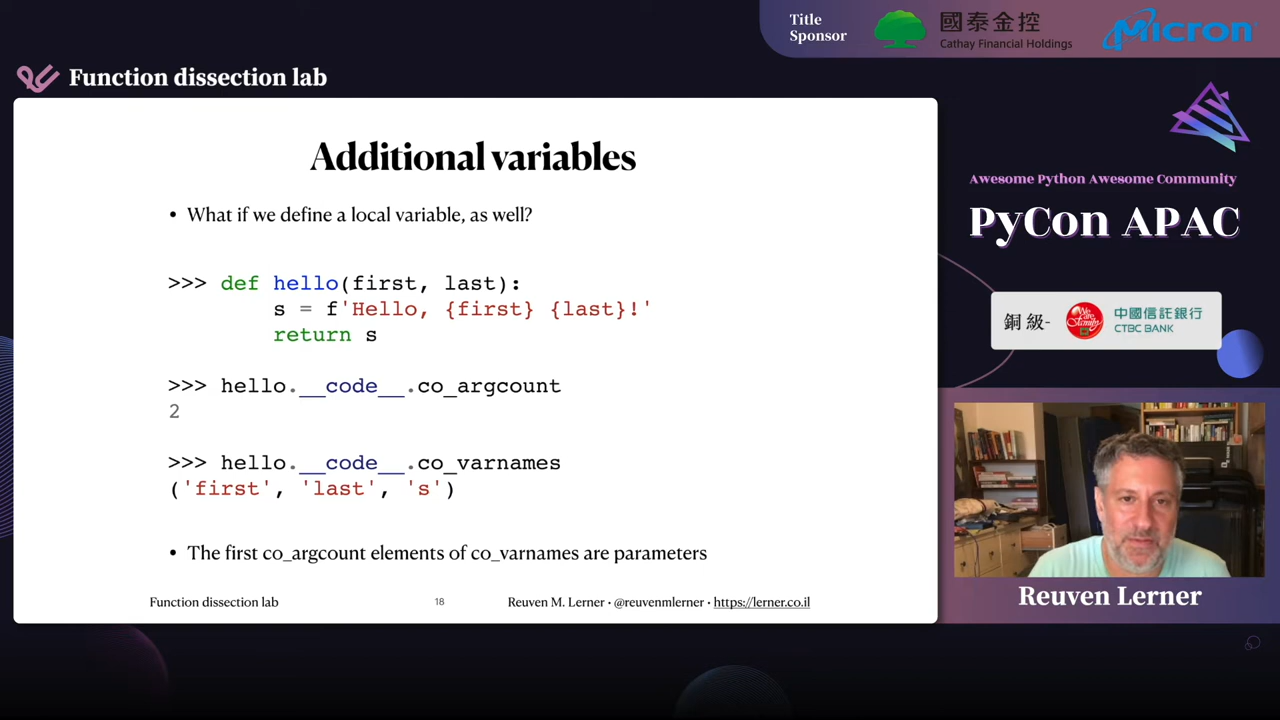 Title
Sponsor
國泰金控
Cathay Financial Holdings
Micron
Function dissection lab
Additional variables
• What if we define a local variable, as well?
>>> def hello(first, last):
s = f'Hello, {first} {last}!'
return s
>>> hello.__code__.co_argcount
2
>>> hello.__code__.co_varnames
('first', 'last', 's')
• The first co_argcount elements of co_varnames are parameters
Function dissection lab
18
Reuven M. Lerner • @reuvenmlerner • https://lerner.co.il
Awesome Python Awesome Community
PyCon APAC
銅級-
We are family
中國信託銀行
CTBC BANK
Reuven Lerner